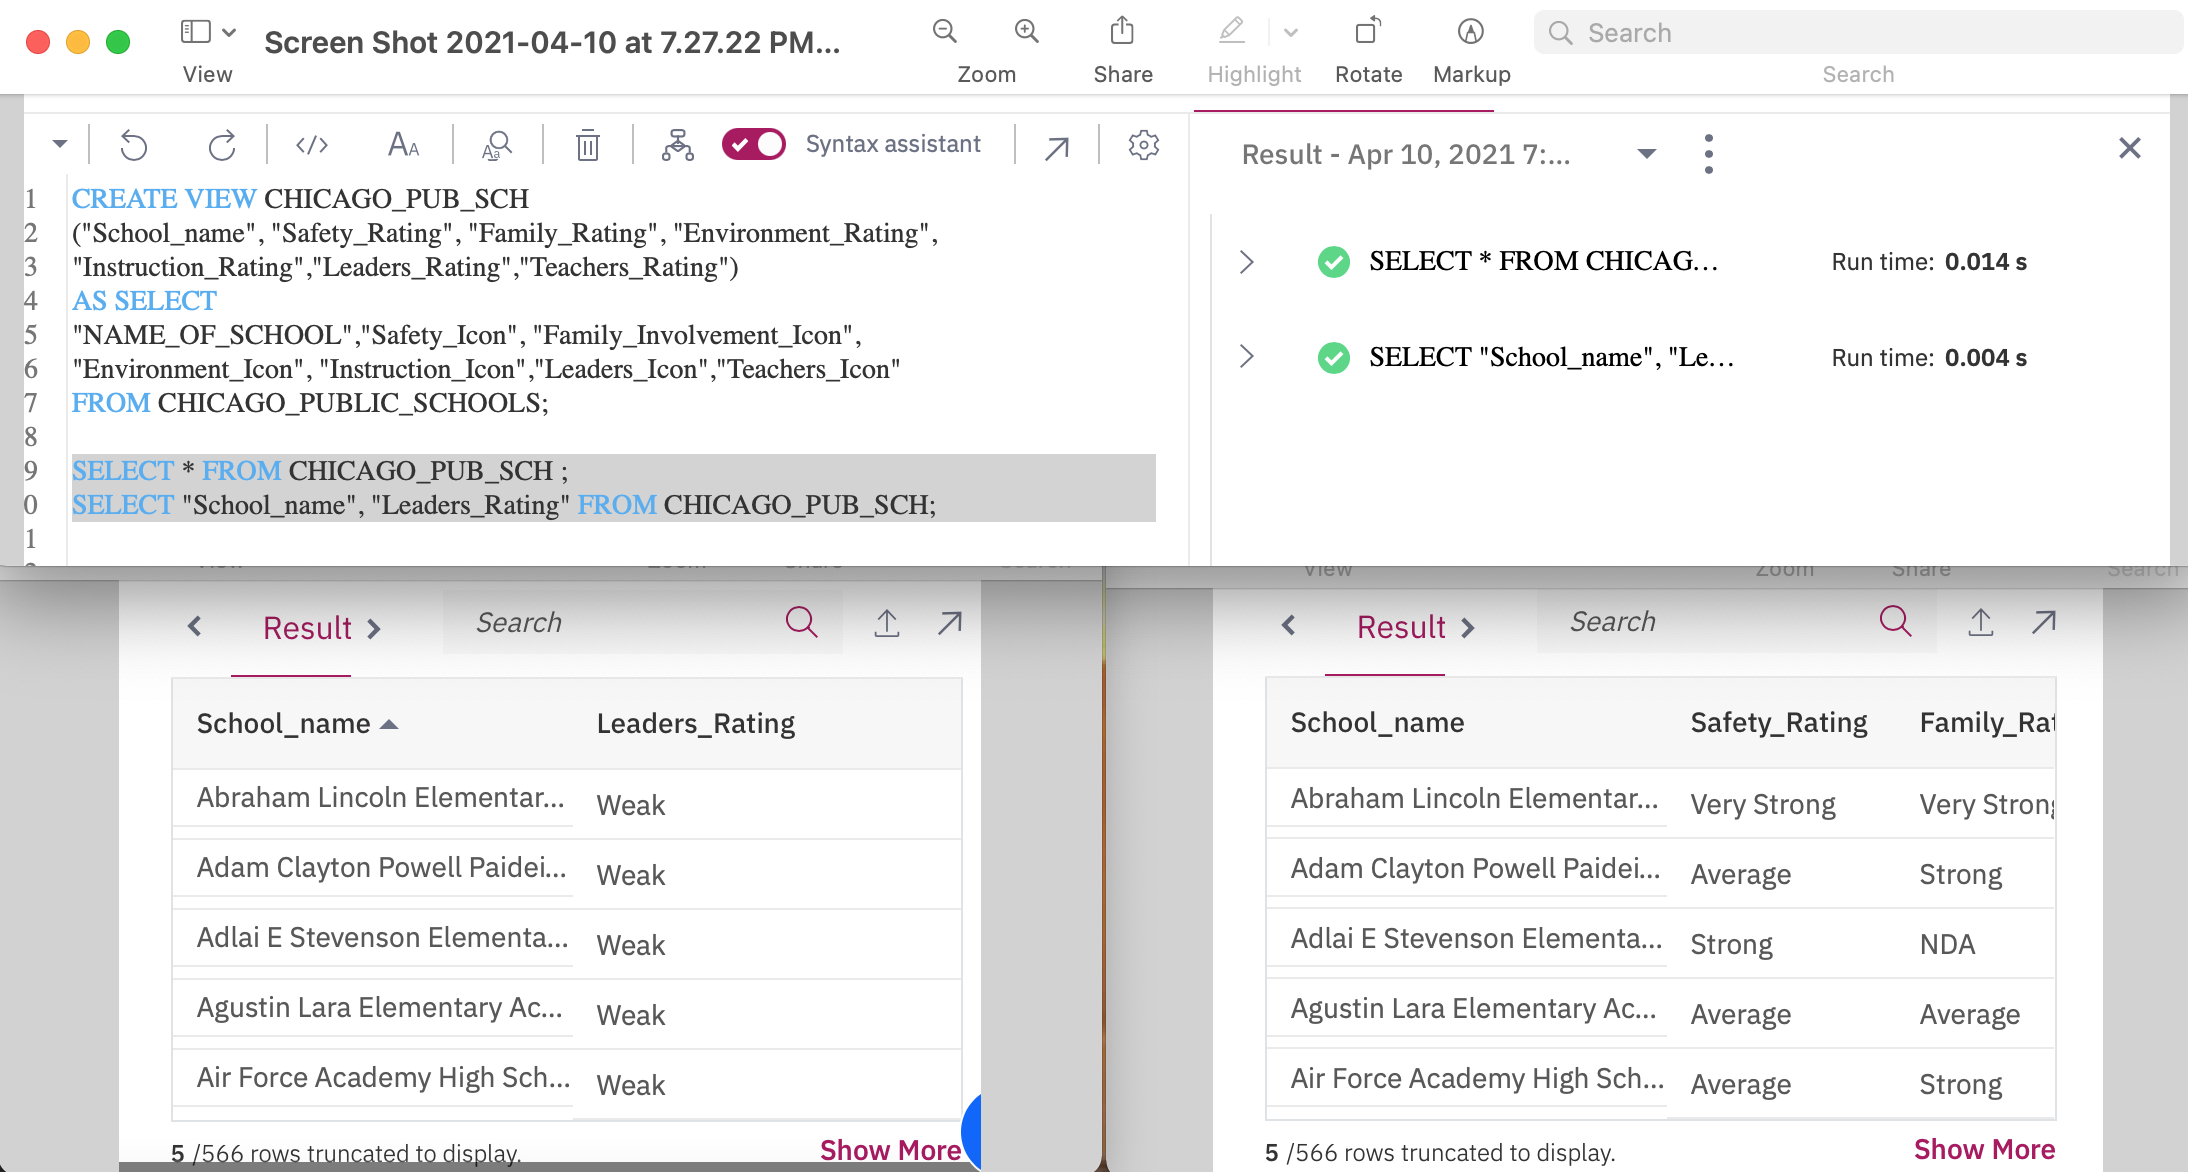 Screen Shot 2021-04-10 at 7.27.22 PM...
View
Zoom
Share
Highlight
Rotate
Markup
Search
Search
Syntax assistant
1 CREATE VIEW CHICAGO_PUB_SCH
2 ("School_name", "Safety_Rating", "Family_Rating", "Environment_Rating",
3 "Instruction_Rating","Leaders_Rating","Teachers_Rating")
4 AS SELECT
5 "NAME_OF_SCHOOL","Safety_Icon", "Family_Involvement_Icon",
6 "Environment_Icon", "Instruction_Icon","Leaders_Icon","Teachers_Icon"
7 FROM CHICAGO_PUBLIC_SCHOOLS;
8
9 SELECT * FROM CHICAGO_PUB_SCH ;
0 SELECT "School_name", "Leaders_Rating" FROM CHICAGO_PUB_SCH;
1
Result - Apr 10, 2021 7:...
SELECT * FROM CHICAG... Run time: 0.014 s
SELECT "School_name", "Le... Run time: 0.004 s
Result Search
School_name Leaders_Rating
Abraham Lincoln Elementar... Weak
Adam Clayton Powell Paidei... Weak
Adlai E Stevenson Elementa... Weak
Agustin Lara Elementary Ac... Weak
Air Force Academy High Sch... Weak
5 /566 rows truncated to display. Show More
View Zoom Share Search
Result Search
School_name Safety_Rating Family_Rat
Abraham Lincoln Elementar... Very Strong Very Strong
Adam Clayton Powell Paidei... Average Strong
Adlai E Stevenson Elementa... Strong NDA
Agustin Lara Elementary Ac... Average Average
Air Force Academy High Sch... Average Strong
5 /566 rows truncated to display. Show More